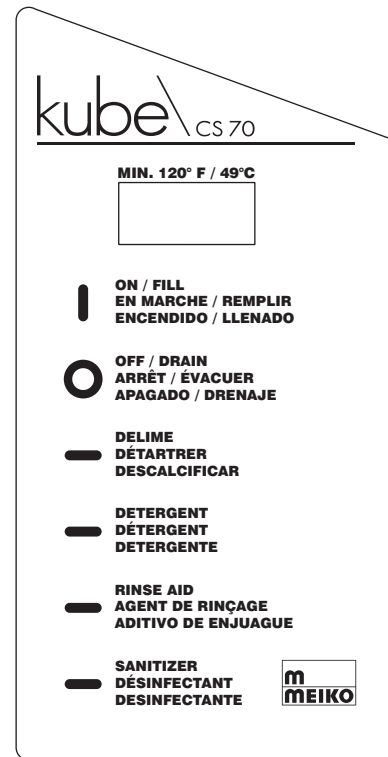 kube CS 70
MIN. 120° F / 49°C
ON / FILL
EN MARCHE / REMPLIR
ENCENDIDO / LLENADO
OFF / DRAIN
ARRÊT / ÉVACUER
APAGADO / DRENAJE
DELIME
DÉTARTRER
DESCALCIFICAR
DETERGENT
DÉTERGENT
DETERGENTE
RINSE AID
AGENT DE RINÇAGE
ADITIVO DE ENJUAGUE
SANITIZER
DÉSINFECTANT
DESINFECTANTE
m
MEIKO